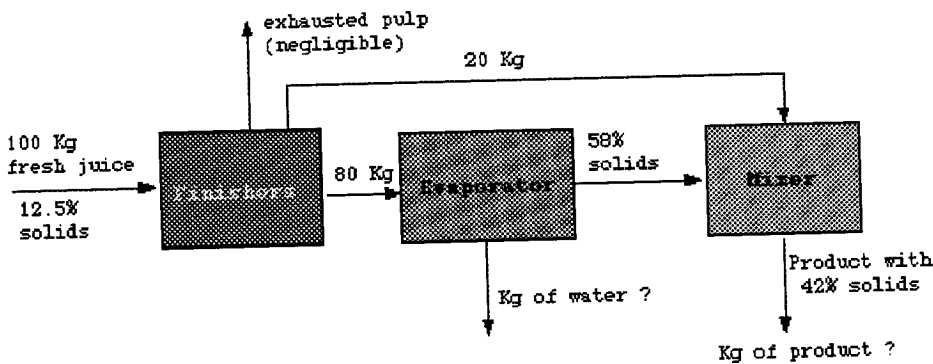 exhausted pulp
(negligible)
20 Kg
100 Kg
fresh juice
12.5%
solids
Finishers
80 Kg
Evaporator
58%
solids
Mixer
Product with
42% solids
Kg of water ?
Kg of product ?